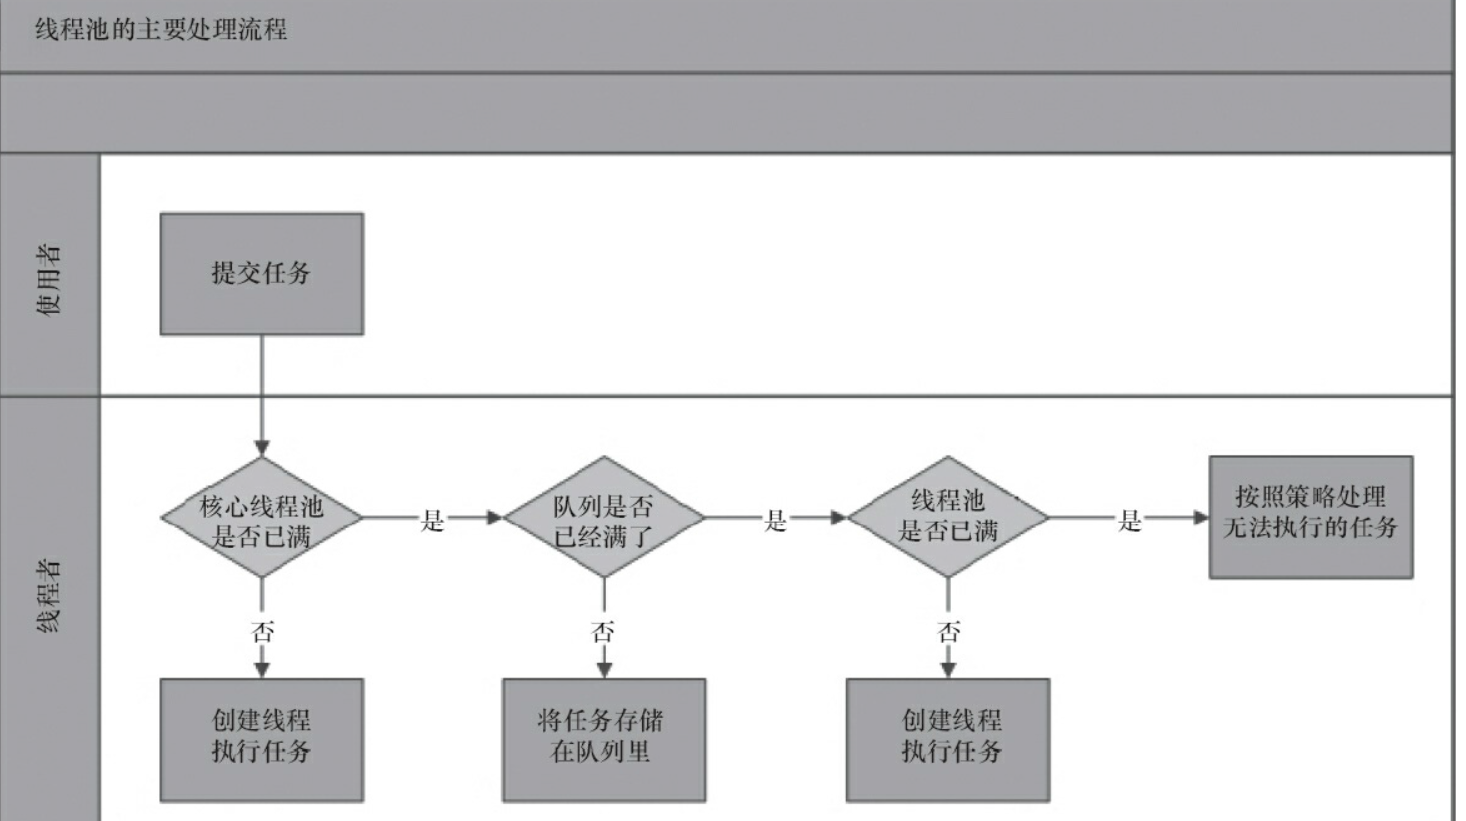 线程池的主要处理流程
使用者
提交任务
线程者
核心线程池
是否已满
是
队列是否
已经满了
是
线程池
是否已满
是
按照策略处理
无法执行的任务
否
否
否
创建线程
执行任务
将任务存储
在队列里
创建线程
执行任务